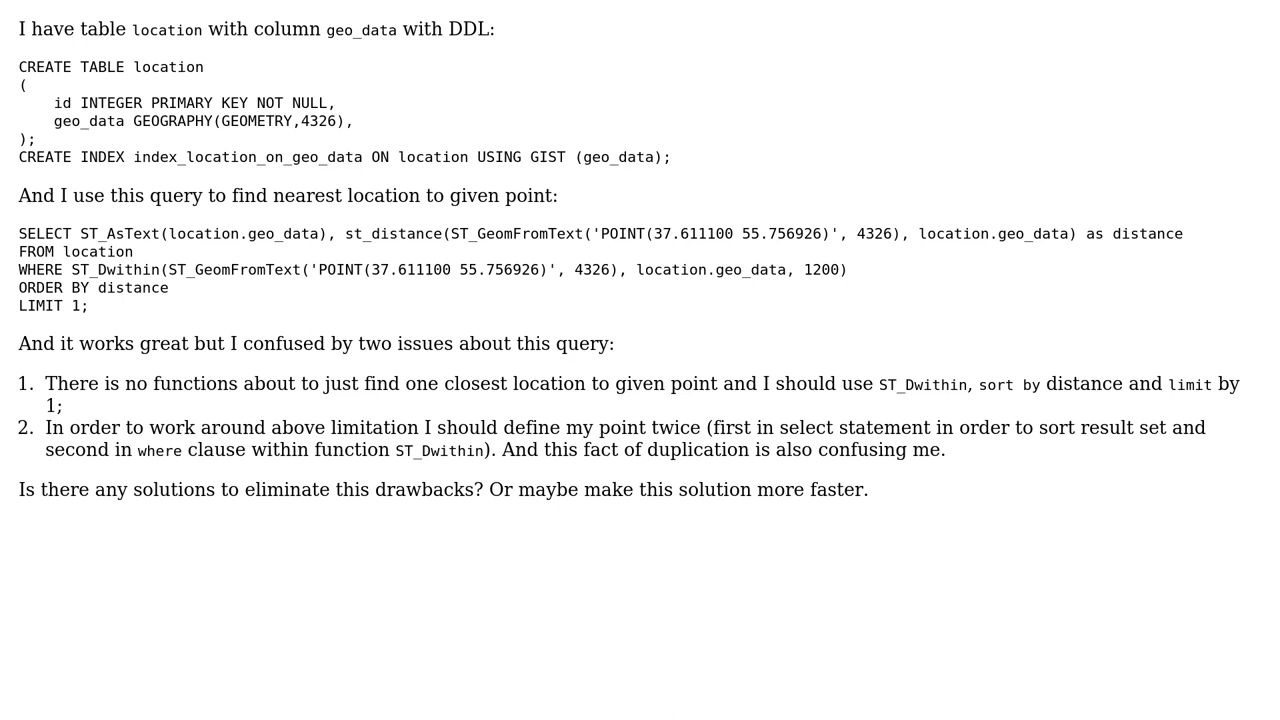 I have table location with column geo_data with DDL:
CREATE TABLE location
(
    id INTEGER PRIMARY KEY NOT NULL,
    geo_data GEOGRAPHY(GEOMETRY,4326),
);
CREATE INDEX index_location_on_geo_data ON location USING GIST (geo_data);
And I use this query to find nearest location to given point:
SELECT ST_AsText(location.geo_data), st_distance(ST_GeomFromText('POINT(37.611100 55.756926)', 4326), location.geo_data) as distance
FROM location
WHERE ST_Dwithin(ST_GeomFromText('POINT(37.611100 55.756926)', 4326), location.geo_data, 1200)
ORDER BY distance
LIMIT 1;
And it works great but I confused by two issues about this query:
1. There is no functions about to just find one closest location to given point and I should use ST_Dwithin, sort by distance and limit by
1;
2. In order to work around above limitation I should define my point twice (first in select statement in order to sort result set and
second in where clause within function ST_Dwithin). And this fact of duplication is also confusing me.
Is there any solutions to eliminate this drawbacks? Or maybe make this solution more faster.